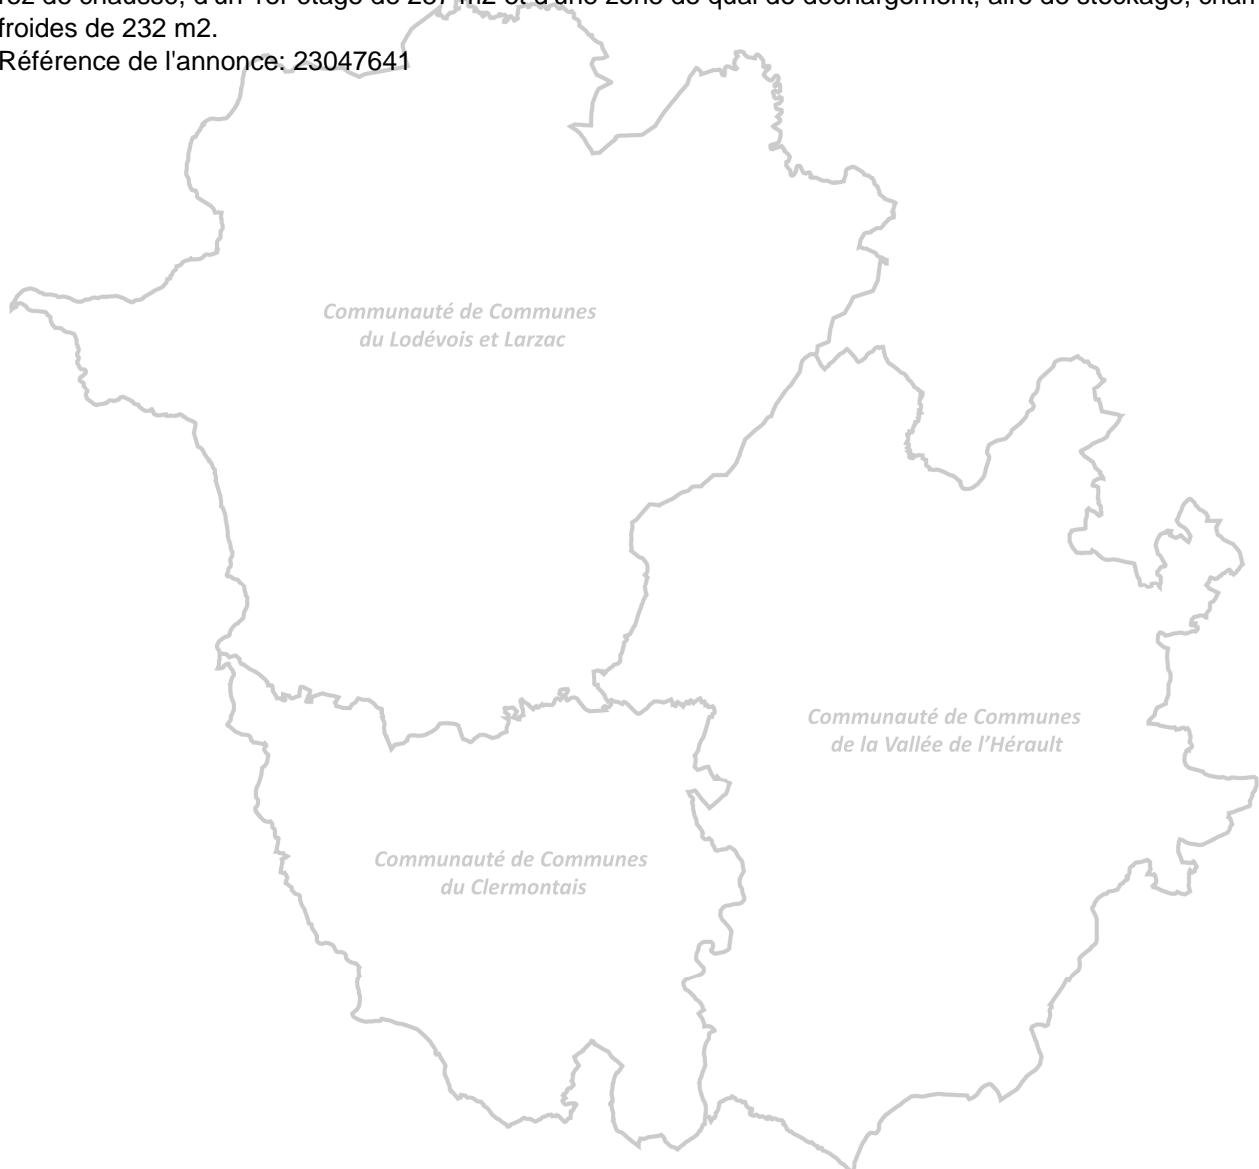 froides de 232 m2.
Référence de l'annonce: 23047641
Communauté de Communes
du Lodévois et Larzac
Communauté de Communes
de la Vallée de l'Hérault
Communauté de Communes
du Clermontais